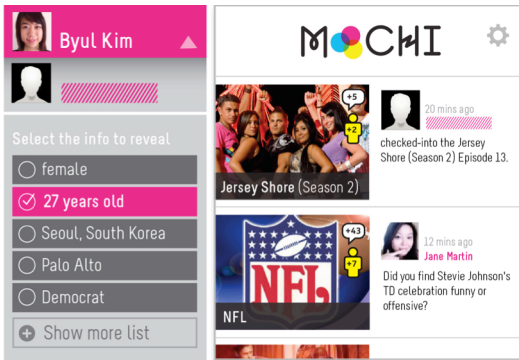 Byul Kim
Select the info to reveal
female
27 years old
Seoul, South Korea
Palo Alto
Democrat
Show more list
MOCHI
+5
+2
Jersey Shore (Season 2)
20 mins ago
checked-into the Jersey
Shore (Season 2) Episode 13.
+43
+7
NFL
NFL
12 mins ago
Jane Martin
Did you find Stevie Johnson's
TD celebration funny or
offensive?